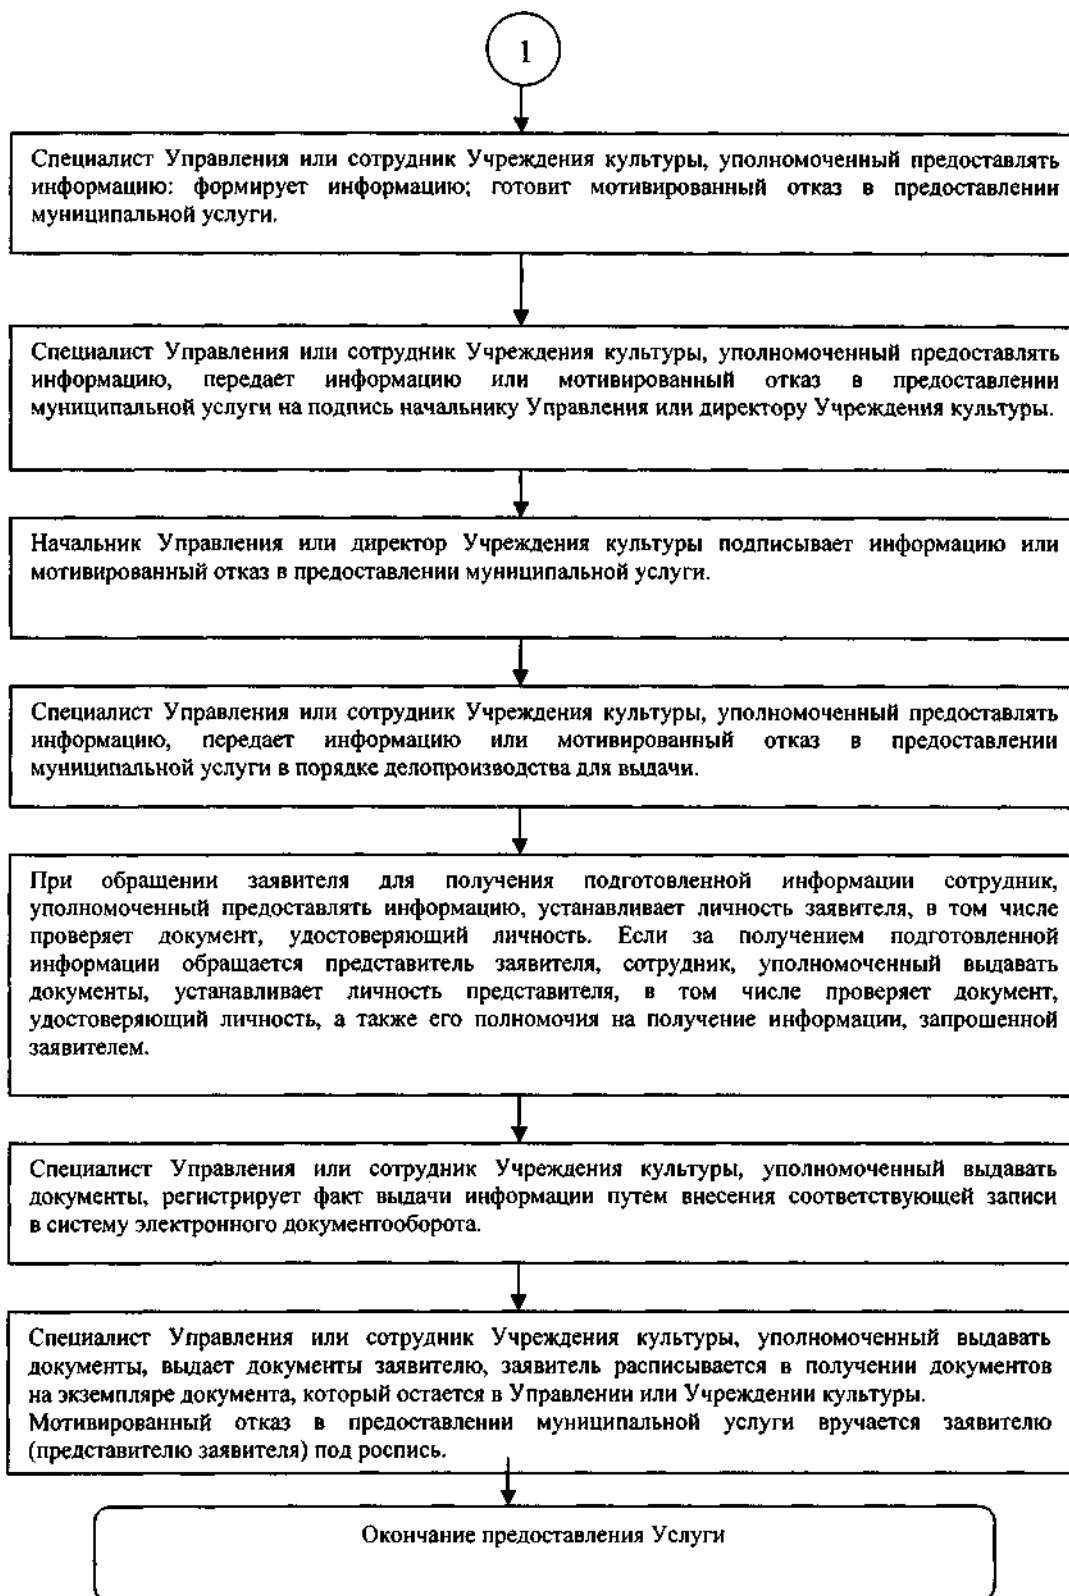 1
Специалист Управления или сотрудник Учреждения культуры, уполномоченный предоставлять
информацию: формирует информацию; готовит мотивированный отказ в предоставлении
муниципальной услуги.
Специалист Управления или сотрудник Учреждения культуры, уполномоченный предоставлять
информацию, передает информацию или мотивированный отказ в предоставлении
муниципальной услуги на подпись начальнику Управления или директору Учреждения культуры.
Начальник Управления или директор Учреждения культуры подписывает информацию или
мотивированный отказ в предоставлении муниципальной услуги.
Специалист Управления или сотрудник Учреждения культуры, уполномоченный предоставлять
информацию, передает информацию или мотивированный отказ в предоставлении
муниципальной услуги в порядке делопроизводства для выдачи.
При обращении заявителя для получения подготовленной информации сотрудник,
уполномоченный предоставлять информацию, устанавливает личность заявителя, в том числе
проверяет документ, удостоверяющий личность. Если за получением подготовленной
информации обращается представитель заявителя, сотрудник, уполномоченный выдавать
документы, устанавливает личность представителя, в том числе проверяет документ,
удостоверяющий личность, а также его полномочия на получение информации, запрошенной
заявителем.
Специалист Управления или сотрудник Учреждения культуры, уполномоченный выдавать
документы, регистрирует факт выдачи информации путем внесения соответствующей записи
в систему электронного документооборота.
Специалист Управления или сотрудник Учреждения культуры, уполномоченный выдавать
документы, выдает документы заявителю, заявитель расписывается в получении документов
на экземпляре документа, который остается в Управлении или Учреждении культуры.
Мотивированный отказ в предоставлении муниципальной услуги вручается заявителю
(представителю заявителя) под роспись.
Окончание предоставления Услуги